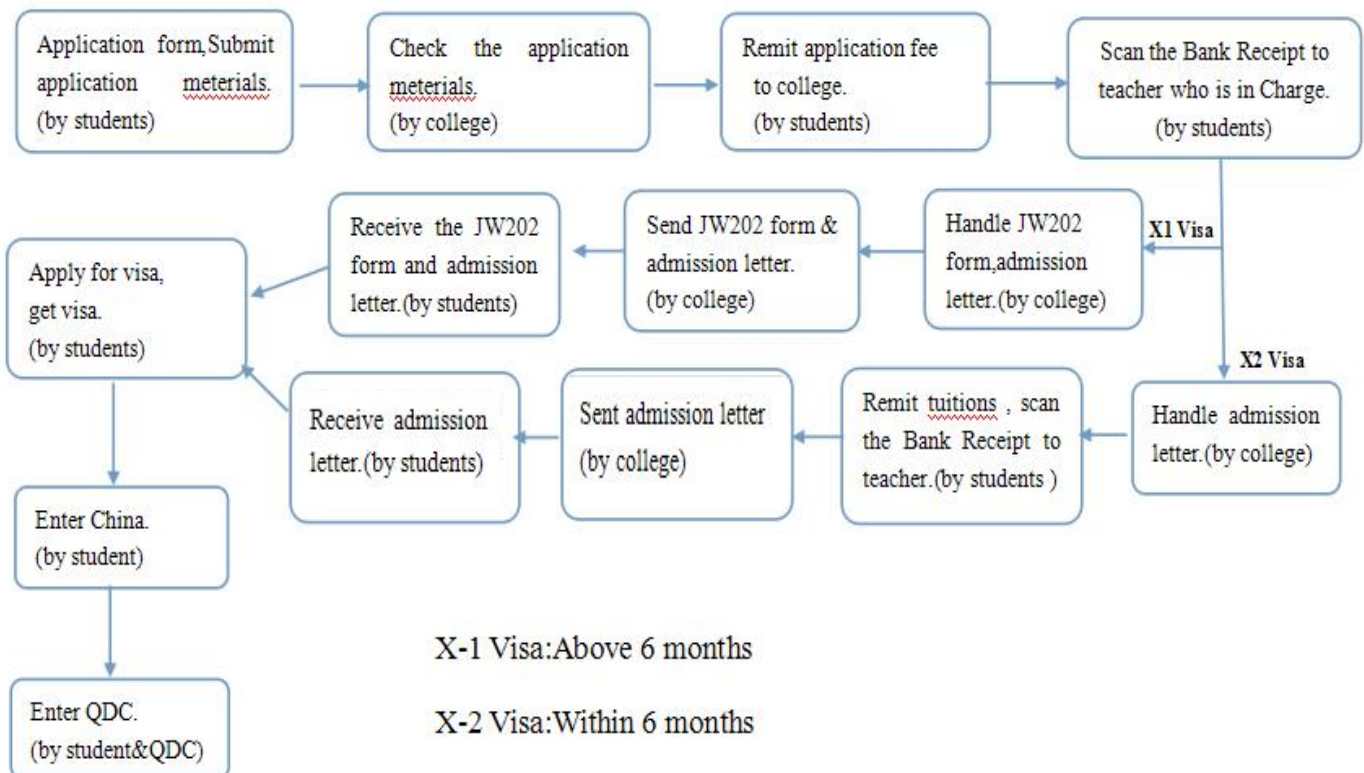 Application form,Submit
application meterials.
(by students)
Check the application
meterials.
(by college)
Remit application fee
to college.
(by students)
Scan the Bank Receipt to
teacher who is in Charge.
(by students)
X1 Visa
Handle JW202
form,admission
letter.(by college)
Send JW202 form &
admission letter.
(by college)
Receive the JW202
form and admission
letter.(by students)
Apply for visa,
get visa.
(by students)
X2 Visa
Handle admission
letter.(by college)
Remit tuitions , scan
the Bank Receipt to
teacher.(by students )
Sent admission letter
(by college)
Receive admission
letter.(by students)
Enter China.
(by student)
Enter QDC.
(by student&QDC)
X-1 Visa:Above 6 months
X-2 Visa:Within 6 months